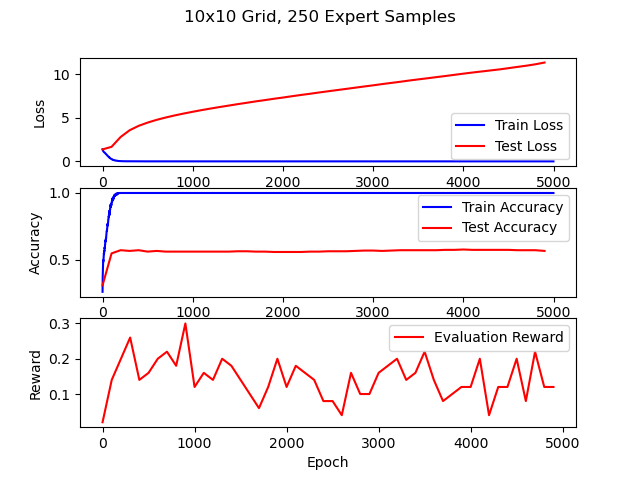 10x10 Grid, 250 Expert Samples
10
5
0
Loss
Train Loss
Test Loss
0 1000 2000 3000 4000 5000
1.0
0.5
Accuracy
Train Accuracy
Test Accuracy
0 1000 2000 3000 4000 5000
0.3
0.2
0.1
Reward
Evaluation Reward
0 1000 2000 3000 4000 5000
Epoch